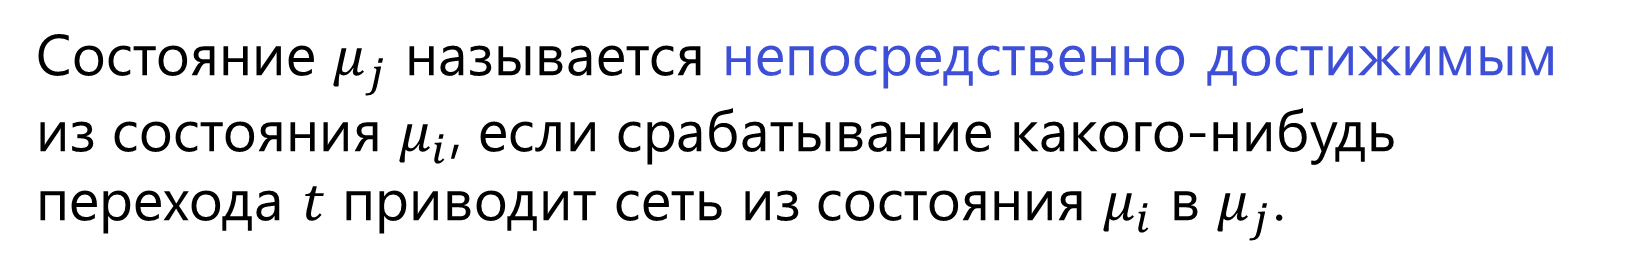 Состояние μⱼ называется непосредственно достижимым
из состояния μᵢ, если срабатывание какого-нибудь
перехода t приводит сеть из состояния μᵢ в μⱼ.